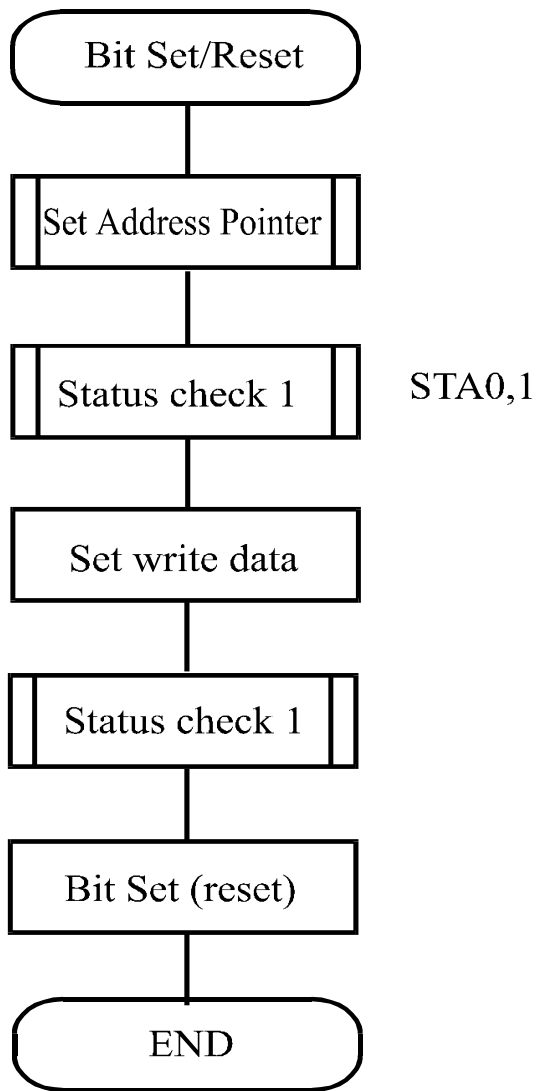 Bit Set/Reset
Set Address Pointer
Status check 1
STA0,1
Set write data
Status check 1
Bit Set (reset)
END